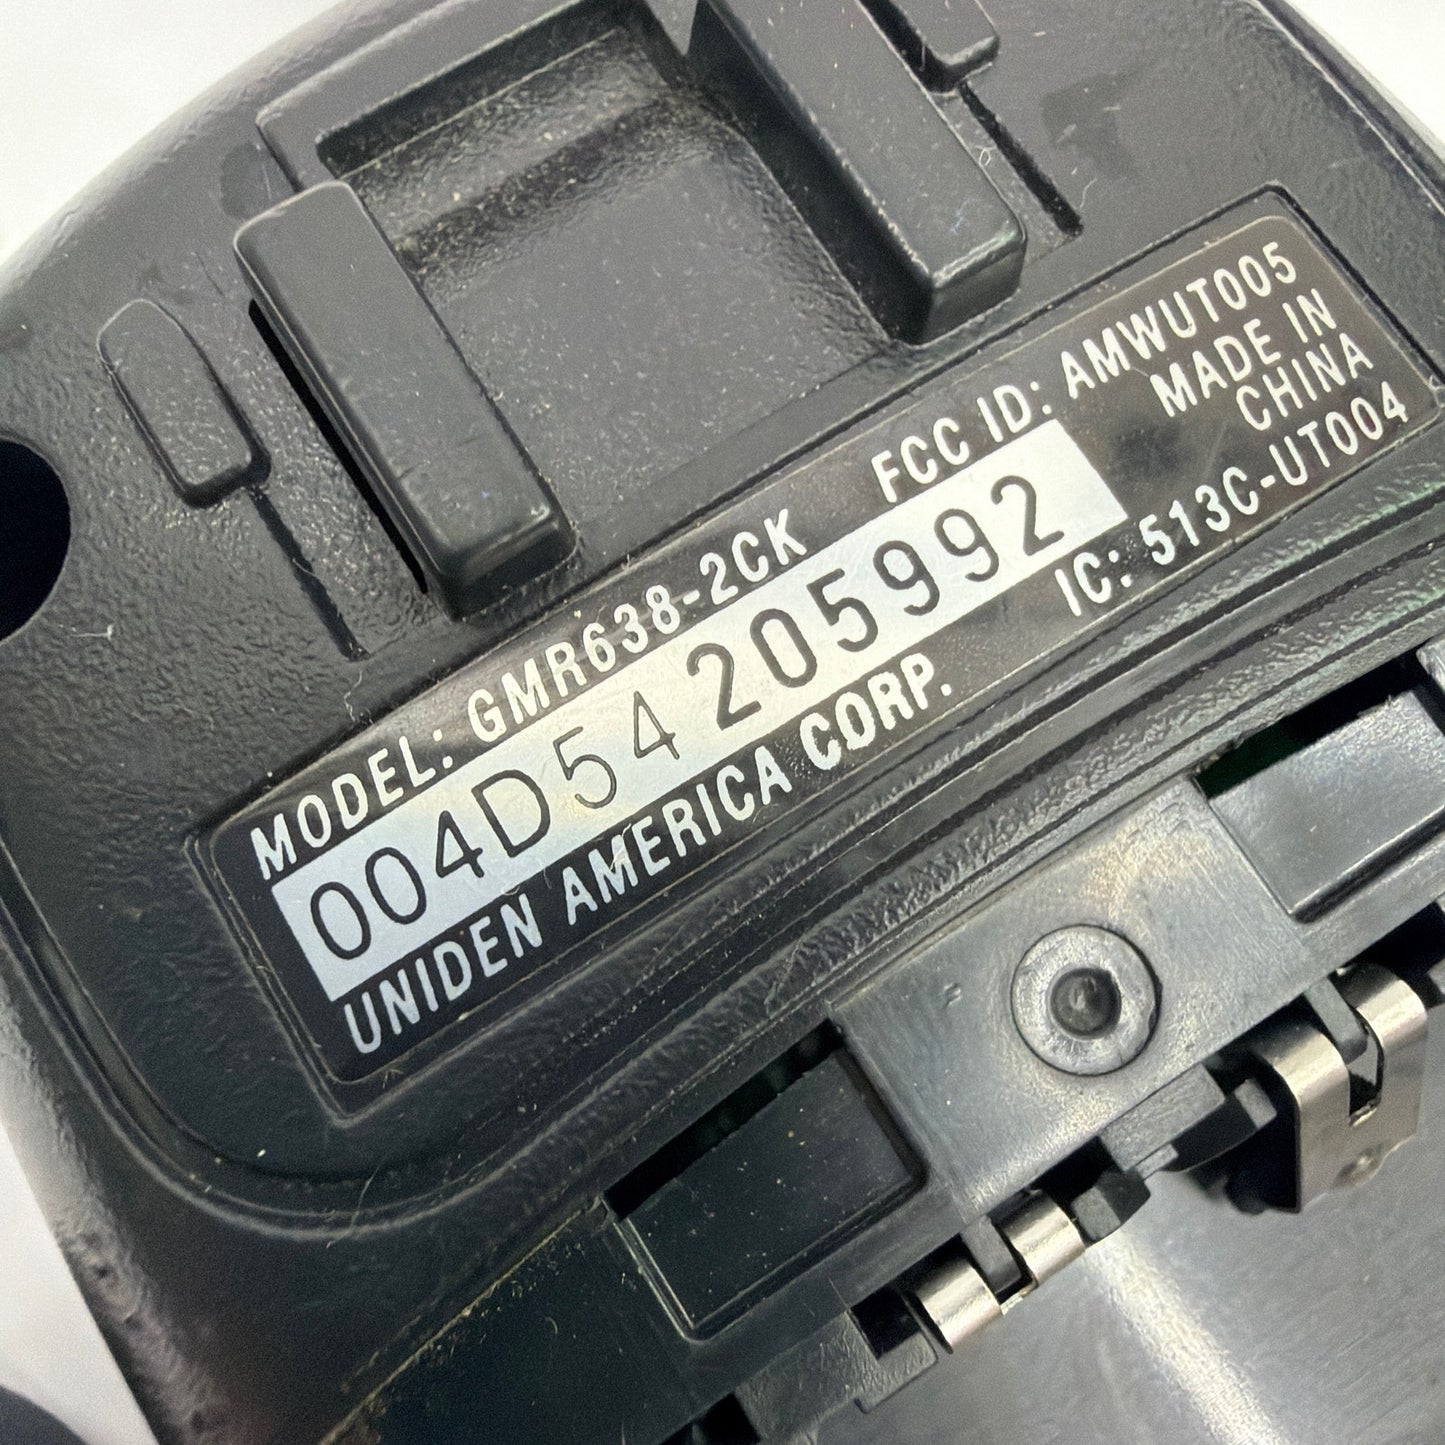 MODEL: GMR638-2CK FCC ID: AMWUT005
MADE IN
CHINA
004D54205992
UNIDEN AMERICA CORP. IC: 513C-UT004